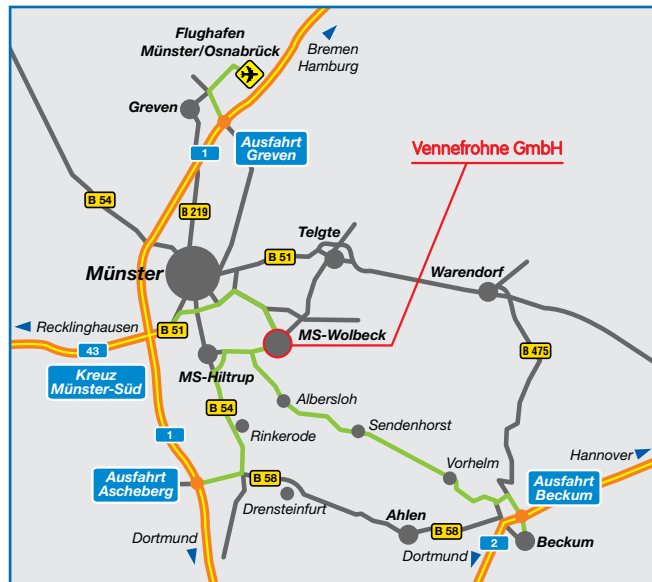 Flughafen
Münster/Osnabrück
Bremen
Hamburg
Greven
Ausfahrt
Greven
1
Vennefrohne GmbH
B 54
B 219
Telgte
B 51
Münster
Warendorf
Recklinghausen
B 51
MS-Wolbeck
43
B 475
Kreuz
Münster-Süd
MS-Hiltrup
Albersloh
B 54
1
Rinkerode
Sendenhorst
Vorhelm
Hannover
Ausfahrt
Ascheberg
B 58
Ausfahrt
Beckum
Drensteinfurt
Ahlen
B 58
Dortmund
Dortmund
2
Beckum